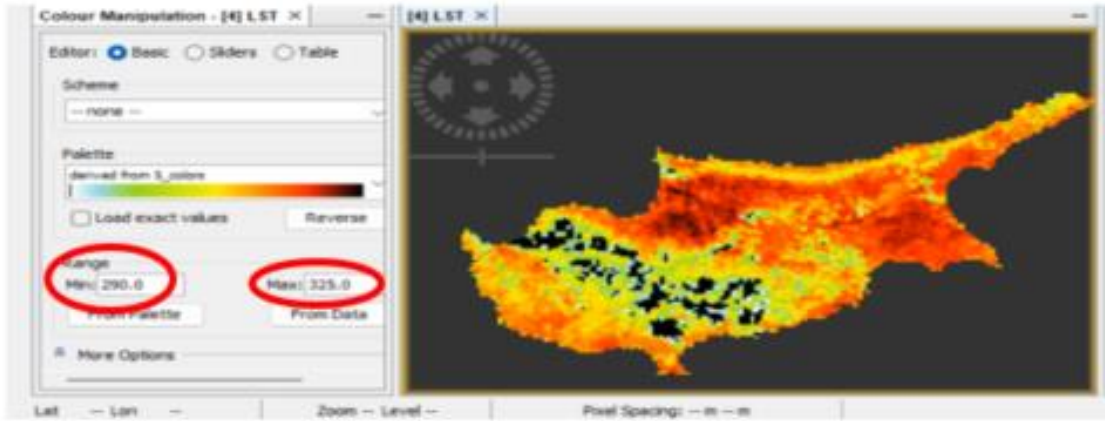 Colour Manipulation - [4] LST ×
[4] LST ×
Editor: Basic Sliders Table
Scheme
-- none --
Palette
derived from 5_colors
Load exact values Reverse
Range
Min: 290.0 Max: 325.0
From Palette From Data
More Options
Lat -- Lon -- Zoom -- Level -- Pixel Spacing: -- m -- m